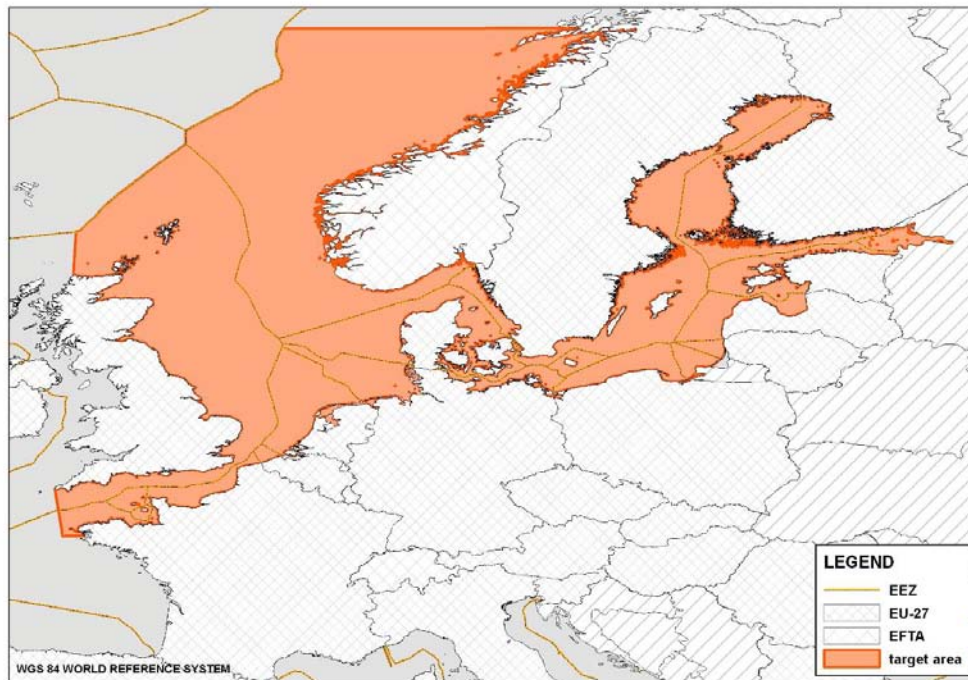 LEGEND
EEZ
EU-27
EFTA
target area
WGS 84 WORLD REFERENCE SYSTEM